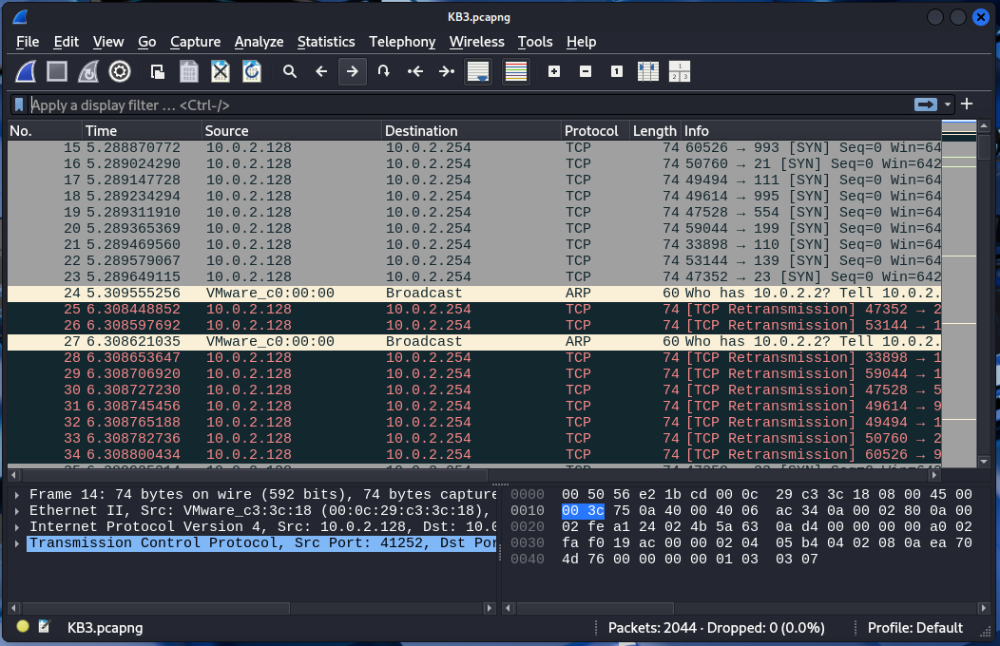 KB3.pcapng
File Edit View Go Capture Analyze Statistics Telephony Wireless Tools Help
Apply a display filter … <Ctrl-/>
No. Time Source Destination Protocol Length Info
15 5.288870772 10.0.2.128 10.0.2.254 TCP 74 60526 → 993 [SYN] Seq=0 Win=64
16 5.289024290 10.0.2.128 10.0.2.254 TCP 74 50760 → 21 [SYN] Seq=0 Win=642
17 5.289147728 10.0.2.128 10.0.2.254 TCP 74 49494 → 111 [SYN] Seq=0 Win=64
18 5.289234294 10.0.2.128 10.0.2.254 TCP 74 49614 → 995 [SYN] Seq=0 Win=64
19 5.289311910 10.0.2.128 10.0.2.254 TCP 74 47528 → 554 [SYN] Seq=0 Win=64
20 5.289365369 10.0.2.128 10.0.2.254 TCP 74 59044 → 199 [SYN] Seq=0 Win=64
21 5.289469560 10.0.2.128 10.0.2.254 TCP 74 33898 → 110 [SYN] Seq=0 Win=64
22 5.289579067 10.0.2.128 10.0.2.254 TCP 74 53144 → 139 [SYN] Seq=0 Win=64
23 5.289649115 10.0.2.128 10.0.2.254 TCP 74 47352 → 23 [SYN] Seq=0 Win=642
24 5.309555256 VMware_c0:00:00 Broadcast ARP 60 Who has 10.0.2.2? Tell 10.0.2.
25 6.308448852 10.0.2.128 10.0.2.254 TCP 74 [TCP Retransmission] 47352 → 2
26 6.308597692 10.0.2.128 10.0.2.254 TCP 74 [TCP Retransmission] 53144 → 1
27 6.308621035 VMware_c0:00:00 Broadcast ARP 60 Who has 10.0.2.2? Tell 10.0.2.
28 6.308653647 10.0.2.128 10.0.2.254 TCP 74 [TCP Retransmission] 33898 → 1
29 6.308706920 10.0.2.128 10.0.2.254 TCP 74 [TCP Retransmission] 59044 → 1
30 6.308727230 10.0.2.128 10.0.2.254 TCP 74 [TCP Retransmission] 47528 → 5
31 6.308745456 10.0.2.128 10.0.2.254 TCP 74 [TCP Retransmission] 49614 → 9
32 6.308765188 10.0.2.128 10.0.2.254 TCP 74 [TCP Retransmission] 49494 → 1
33 6.308782736 10.0.2.128 10.0.2.254 TCP 74 [TCP Retransmission] 50760 → 2
34 6.308800434 10.0.2.128 10.0.2.254 TCP 74 [TCP Retransmission] 60526 → 9
Frame 14: 74 bytes on wire (592 bits), 74 bytes capture
Ethernet II, Src: VMware_c3:3c:18 (00:0c:29:c3:3c:18),
Internet Protocol Version 4, Src: 10.0.2.128, Dst: 10.0
Transmission Control Protocol, Src Port: 41252, Dst Por
0000 00 50 56 e2 1b cd 00 0c 29 c3 3c 18 08 00 45 00
0010 00 3c 75 0a 40 00 40 06 ac 34 0a 00 02 80 0a 00
0020 02 fe a1 24 02 4b 5a 63 0a d4 00 00 00 00 a0 02
0030 fa f0 19 ac 00 00 02 04 05 b4 04 02 08 0a ea 70
0040 4d 76 00 00 00 00 01 03 03 07
KB3.pcapng
Packets: 2044 · Dropped: 0 (0.0%)
Profile: Default